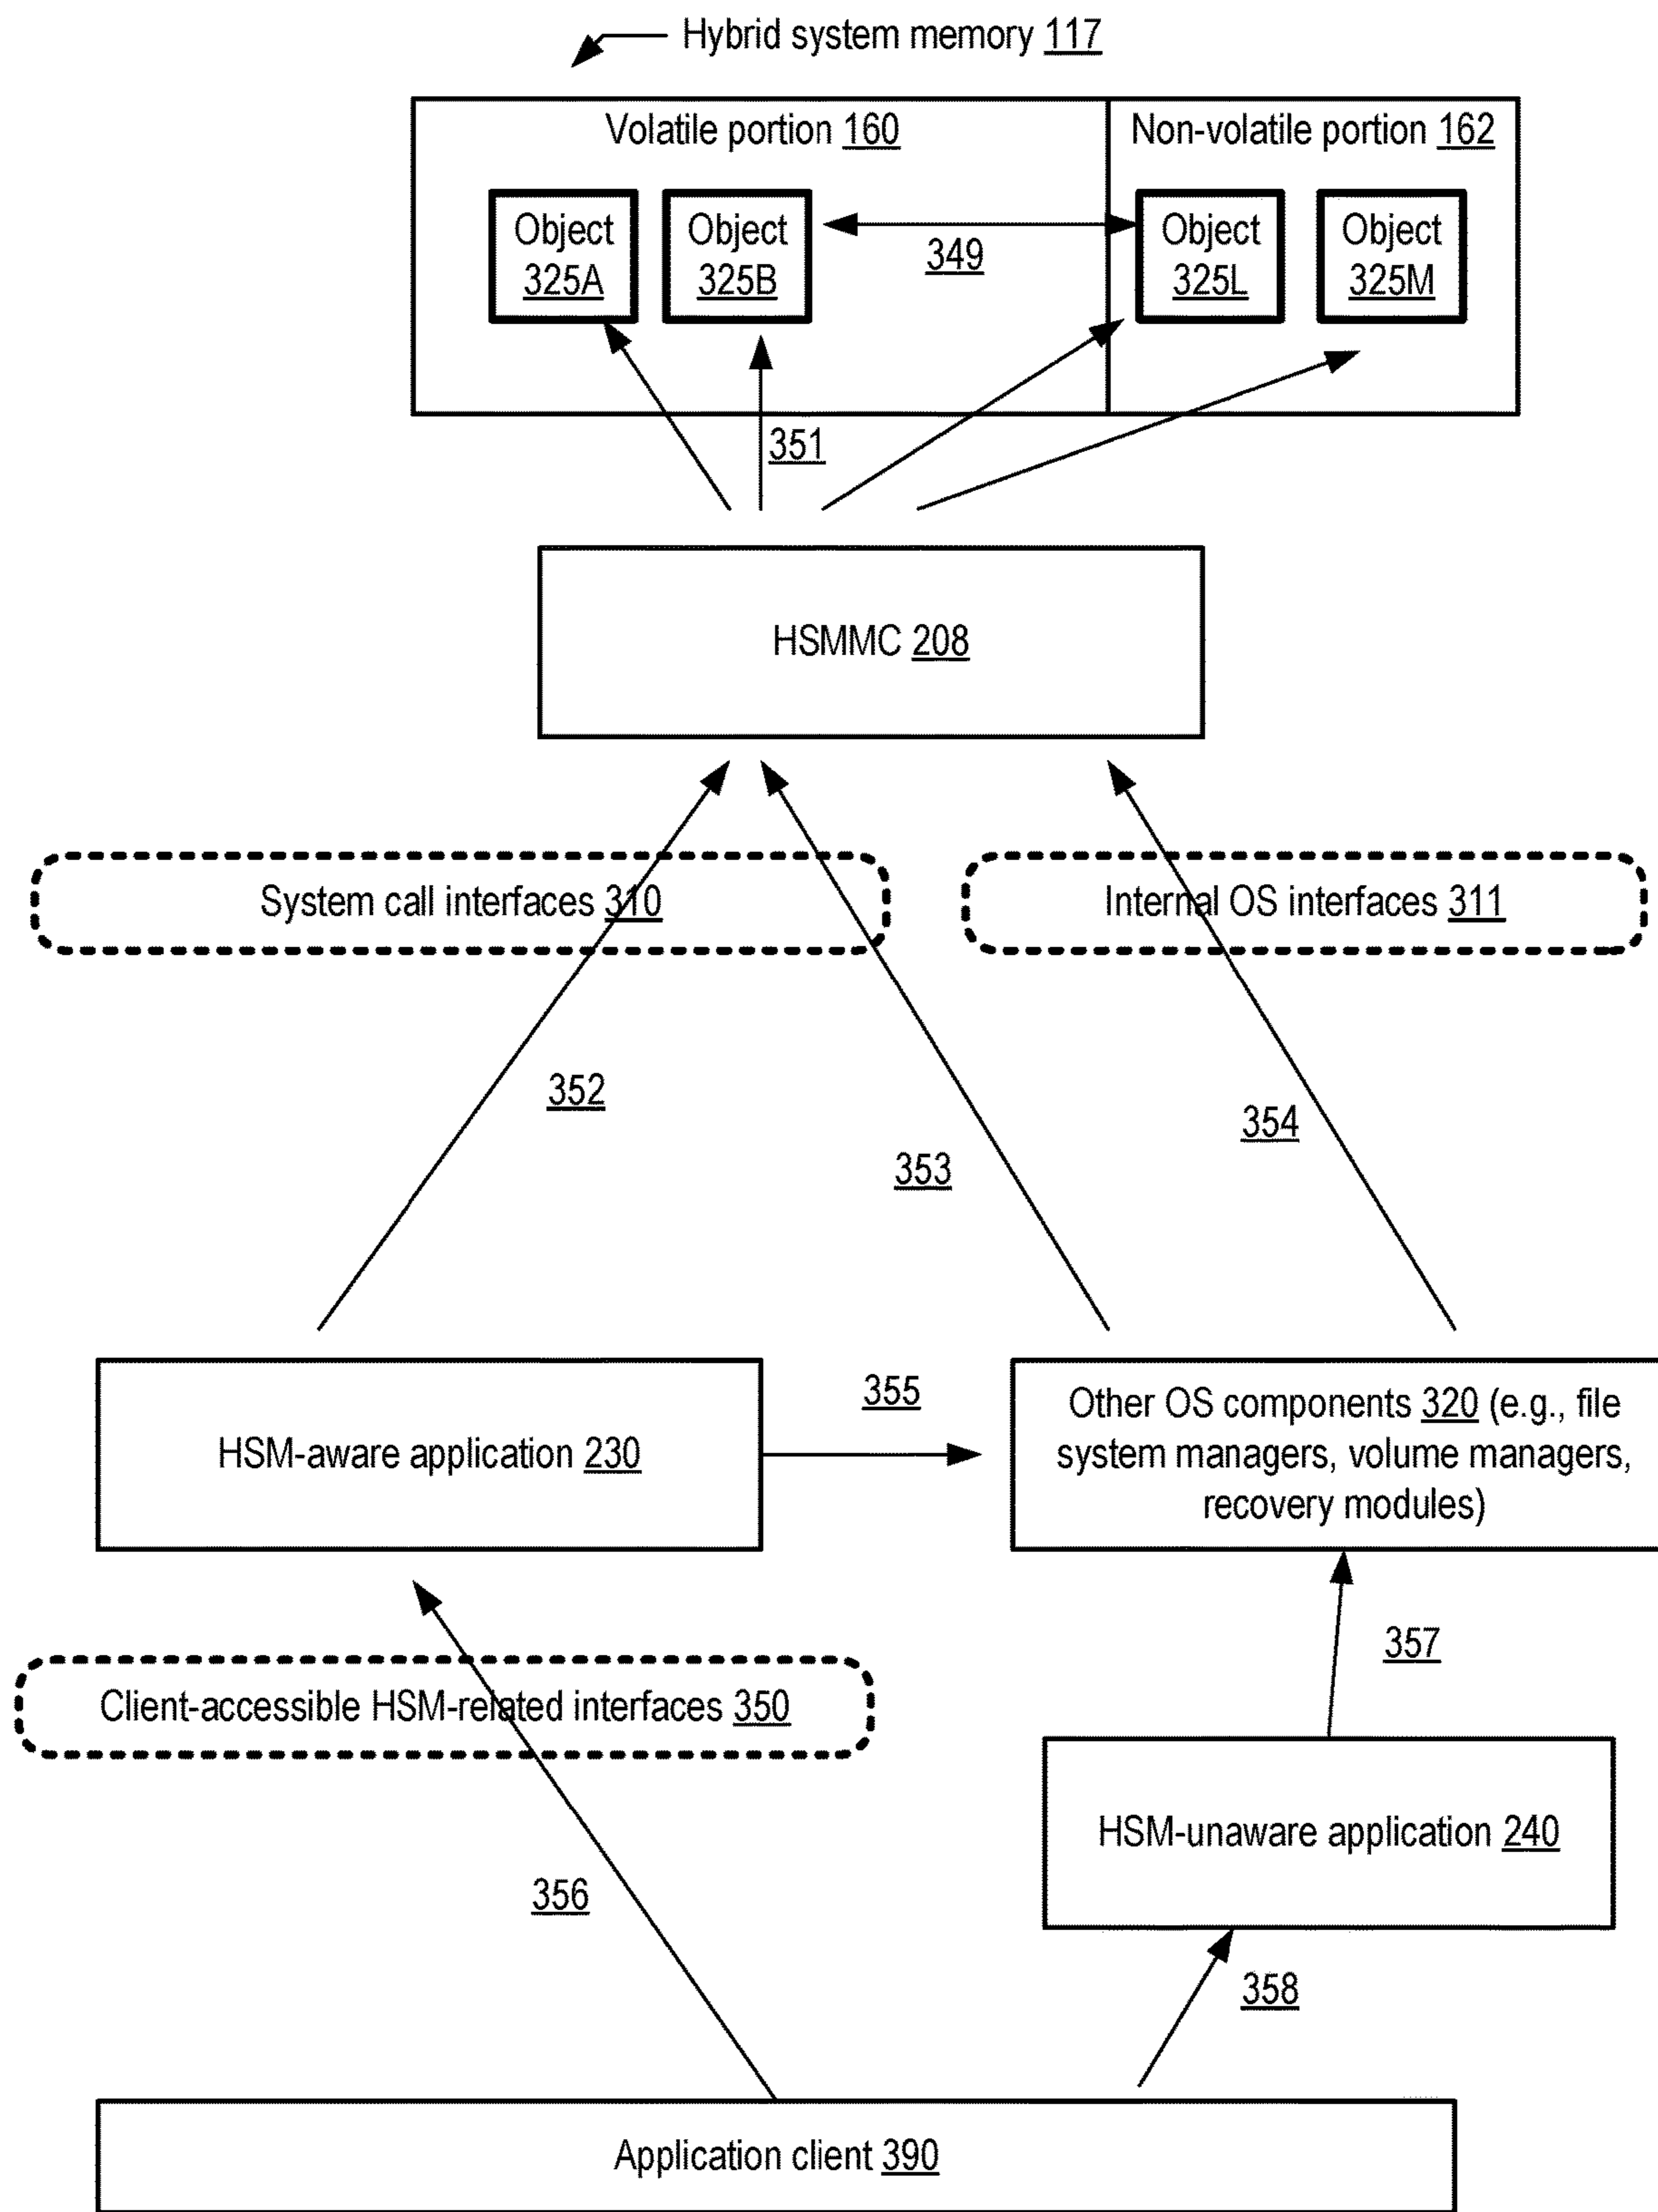 Hybrid system memory 117
Volatile portion 160
Non-volatile portion 162
Object
325A
Object
325B
349
Object
325L
Object
325M
351
HSMMC 208
System call interfaces 310
Internal OS interfaces 311
352
353
354
HSM-aware application 230
355
Other OS components 320 (e.g., file
system managers, volume managers,
recovery modules)
357
Client-accessible HSM-related interfaces 350
HSM-unaware application 240
356
358
Application client 390